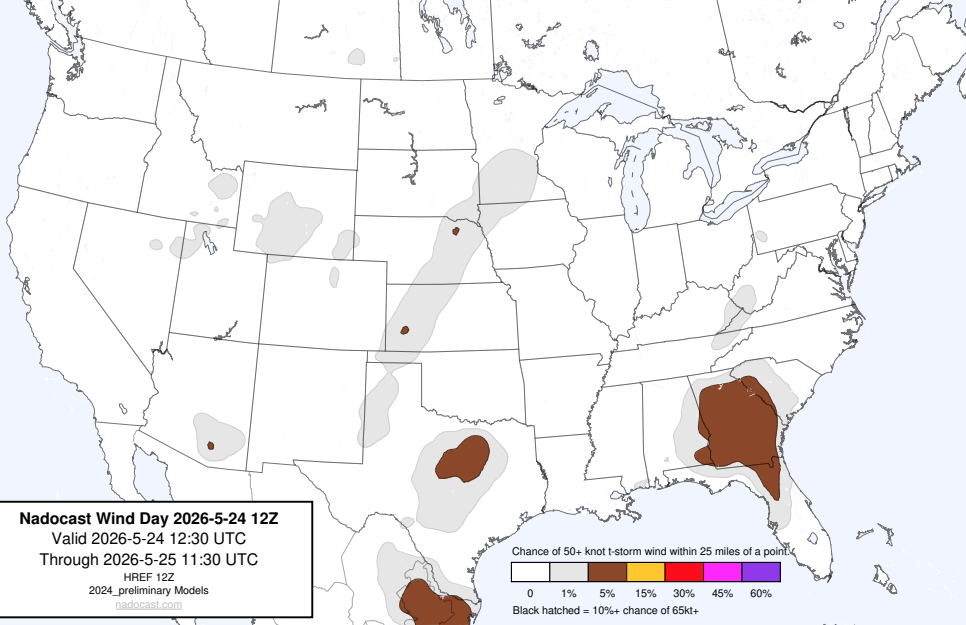 Nadocast Wind Day 2026-5-24 12Z
Valid 2026-5-24 12:30 UTC
Through 2026-5-25 11:30 UTC
HREF 12Z
2024_preliminary Models
nadocast.com
Chance of 50+ knot t-storm wind within 25 miles of a point.
0 1% 5% 15% 30% 45% 60%
Black hatched = 10%+ chance of 65kt+